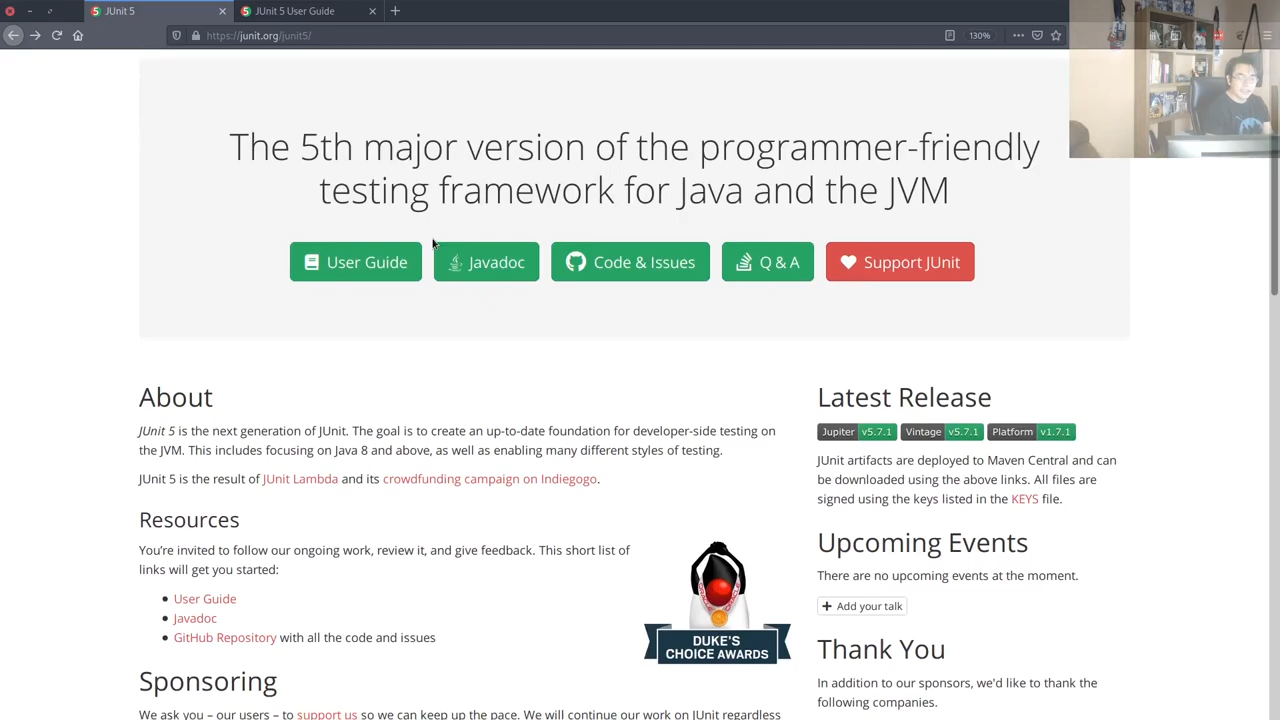 JUnit 5
JUnit 5 User Guide
https://junit.org/junit5/
130%
The 5th major version of the programmer-friendly
testing framework for Java and the JVM
User Guide
Javadoc
Code & Issues
Q & A
Support JUnit
About
JUnit 5 is the next generation of JUnit. The goal is to create an up-to-date foundation for developer-side testing on
the JVM. This includes focusing on Java 8 and above, as well as enabling many different styles of testing.
JUnit 5 is the result of JUnit Lambda and its crowdfunding campaign on Indiegogo.
Resources
You're invited to follow our ongoing work, review it, and give feedback. This short list of
links will get you started:
User Guide
Javadoc
GitHub Repository with all the code and issues
DUKE'S
CHOICE AWARDS
Sponsoring
We ask you – our users – to support us so we can keep up the pace. We will continue our work on JUnit regardless
Latest Release
Jupiter v5.7.1 Vintage v5.7.1 Platform v1.7.1
JUnit artifacts are deployed to Maven Central and can
be downloaded using the above links. All files are
signed using the keys listed in the KEYS file.
Upcoming Events
There are no upcoming events at the moment.
Add your talk
Thank You
In addition to our sponsors, we'd like to thank the
following companies.